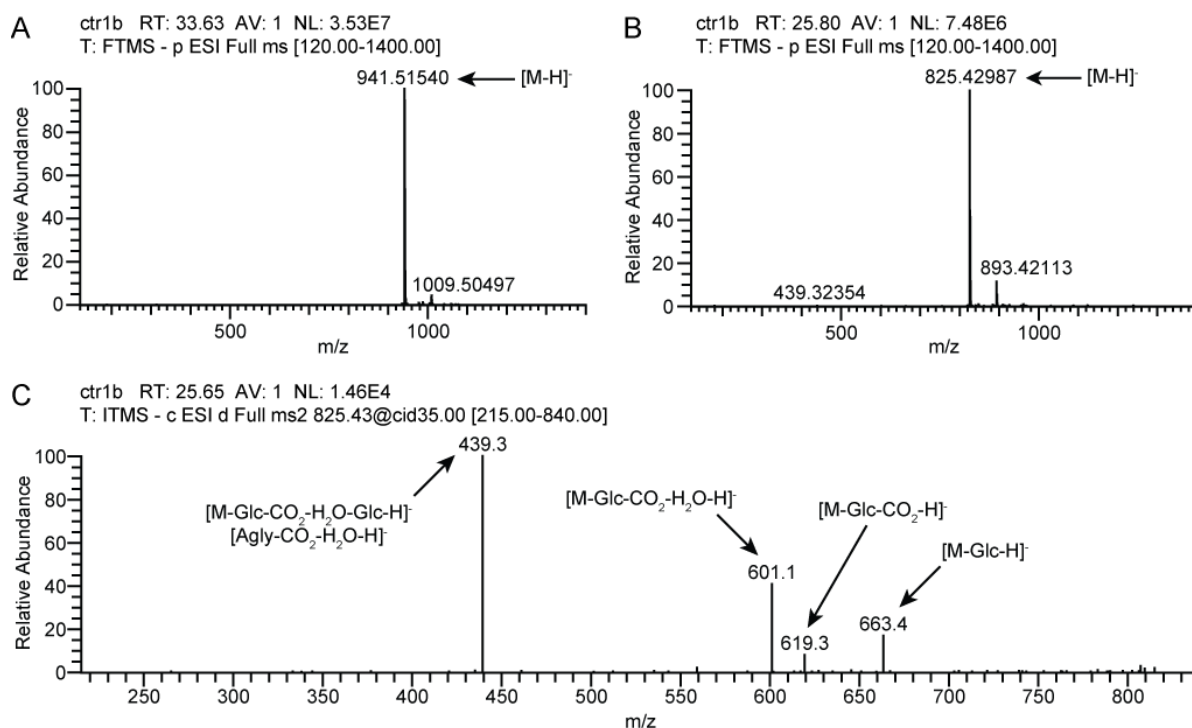 A
ctr1b RT: 33.63 AV: 1 NL: 3.53E7
T: FTMS - p ESI Full ms [120.00-1400.00]
941.51540
[M-H]-
Relative Abundance
100
80
60
40
20
0
1009.50497
500
1000
m/z
B
ctr1b RT: 25.80 AV: 1 NL: 7.48E6
T: FTMS - p ESI Full ms [120.00-1400.00]
825.42987
[M-H]-
Relative Abundance
100
80
60
40
20
0
439.32354
893.42113
500
1000
m/z
C
ctr1b RT: 25.65 AV: 1 NL: 1.46E4
T: ITMS - c ESI d Full ms2 825.43@cid35.00 [215.00-840.00]
439.3
[M-Glc-CO2-H2O-Glc-H]-
[Agly-CO2-H2O-H]-
[M-Glc-CO2-H2O-H]-
[M-Glc-CO2-H]-
[M-Glc-H]-
601.1
619.3
663.4
Relative Abundance
100
80
60
40
20
0
250
300
350
400
450
500
550
600
650
700
750
800
m/z